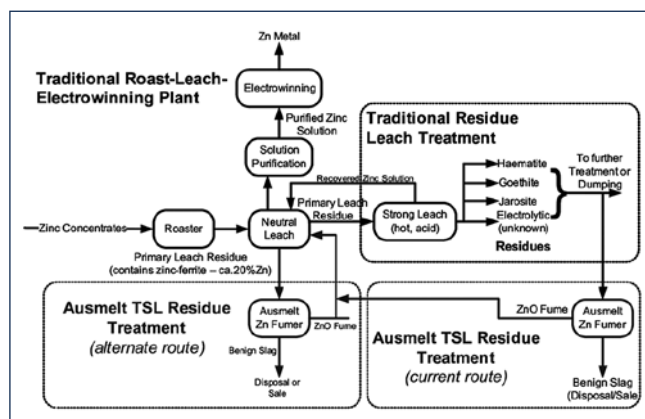 Zn Metal
Traditional Roast-Leach-
Electrowinning Plant
Electrowinning
Purified Zinc
Solution
Solution
Purification
Traditional Residue
Leach Treatment
Recovered Zinc Solution
Haematite
Goethite
Jarosite
Electrolytic
(unknown)
Residues
To further
Treatment or
Dumping
Zinc Concentrates
Roaster
Neutral
Leach
Primary Leach
Residue
Strong Leach
(hot, acid)
Primary Leach Residue
(contains zinc-ferrite – ca.20%Zn)
Ausmelt TSL Residue
Treatment
(alternate route)
Ausmelt
Zn Fumer
ZnO Fume
Benign Slag
Disposal or
Sale
ZnO Fume
Ausmelt
Zn Fumer
Ausmelt TSL Residue
Treatment
(current route)
Benign Slag
(Disposal/Sale